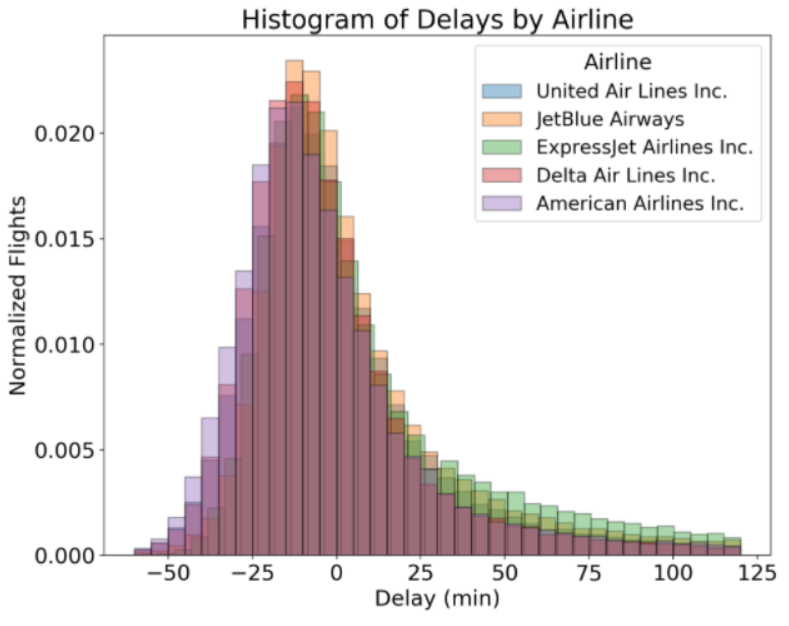 Histogram of Delays by Airline
Airline
United Air Lines Inc.
JetBlue Airways
ExpressJet Airlines Inc.
Delta Air Lines Inc.
American Airlines Inc.
Normalized Flights
0.020
0.015
0.010
0.005
0.000
−50 −25 0 25 50 75 100 125
Delay (min)